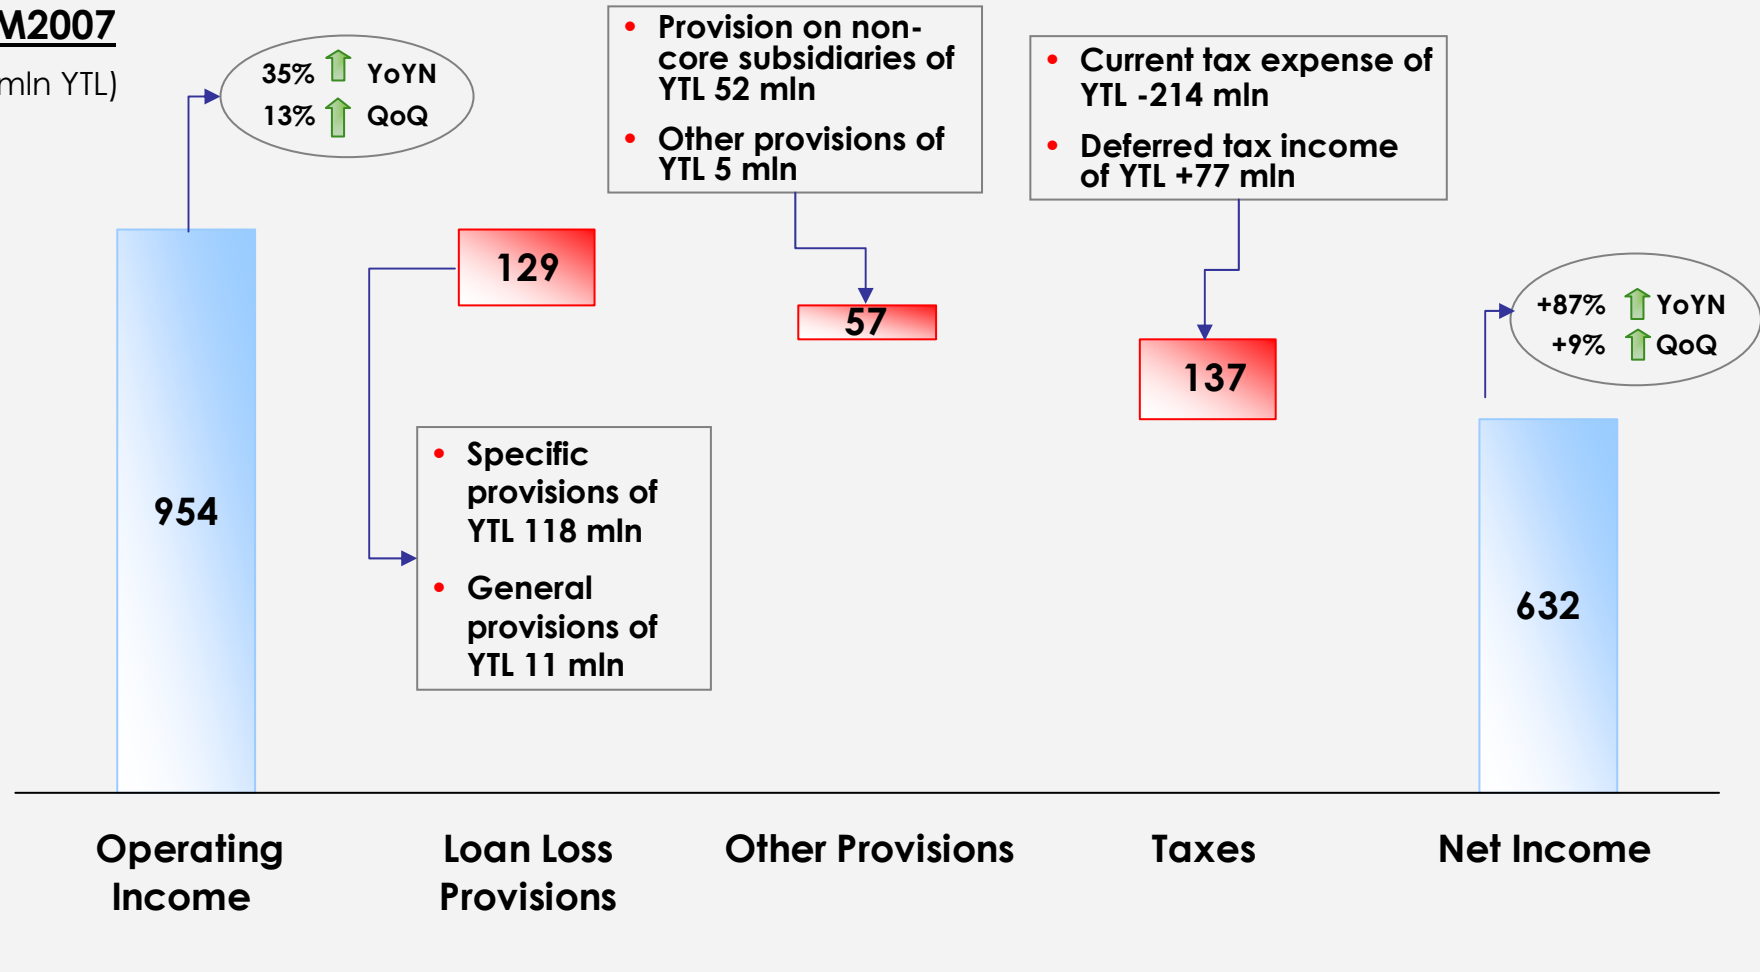 M2007
mln YTL)
35% YoYN
13% QoQ
• Provision on non-
core subsidiaries of
YTL 52 mln
• Other provisions of
YTL 5 mln
• Current tax expense of
YTL -214 mln
• Deferred tax income
of YTL +77 mln
129
57
137
+87% YoYN
+9% QoQ
954
• Specific
provisions of
YTL 118 mln
• General
provisions of
YTL 11 mln
632
Operating
Income
Loan Loss
Provisions
Other Provisions
Taxes
Net Income